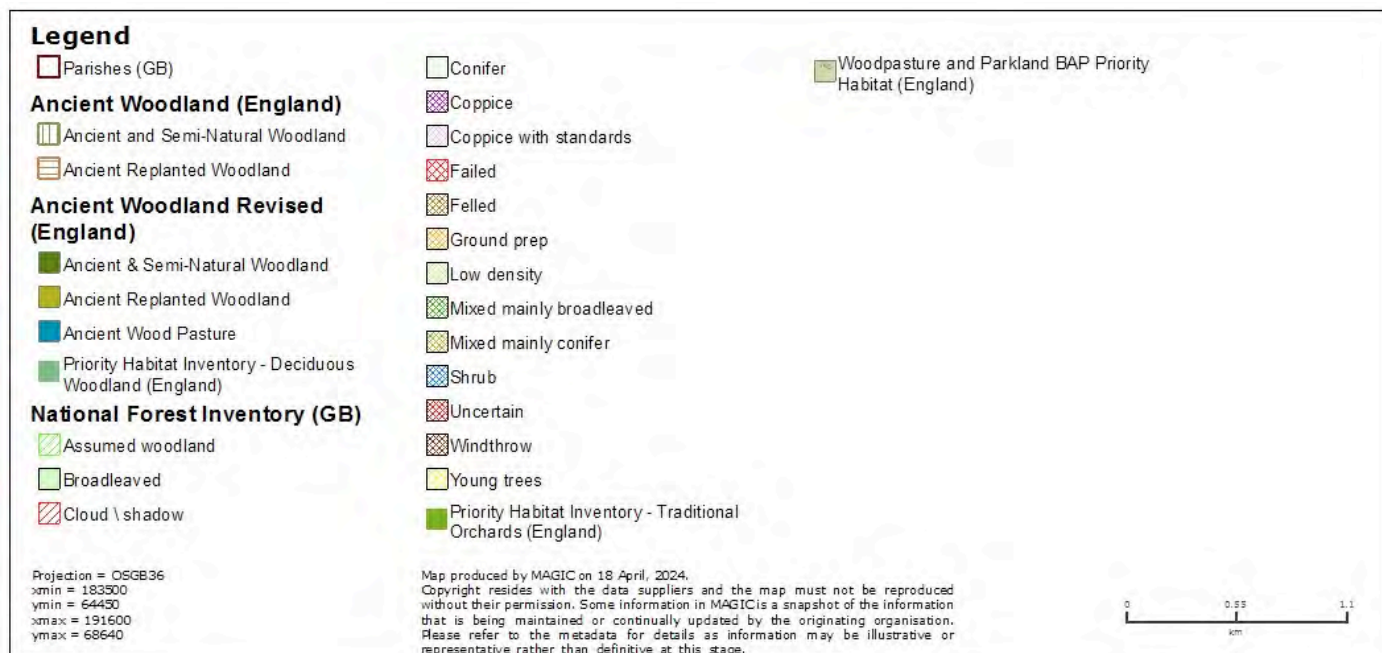 Legend
Parishes (GB)
Ancient Woodland (England)
Ancient and Semi-Natural Woodland
Ancient Replanted Woodland
Ancient Woodland Revised
(England)
Ancient & Semi-Natural Woodland
Ancient Replanted Woodland
Ancient Wood Pasture
Priority Habitat Inventory - Deciduous
Woodland (England)
National Forest Inventory (GB)
Assumed woodland
Broadleaved
Cloud \ shadow
Conifer
Coppice
Coppice with standards
Failed
Felled
Ground prep
Low density
Mixed mainly broadleaved
Mixed mainly conifer
Shrub
Uncertain
Windthrow
Young trees
Priority Habitat Inventory - Traditional
Orchards (England)
Woodpasture and Parkland BAP Priority
Habitat (England)
Projection = OSGB36
xmin = 183500
ymin = 64450
xmax = 191600
ymax = 68640
Map produced by MAGIC on 18 April, 2024.
Copyright resides with the data suppliers and the map must not be reproduced
without their permission. Some information in MAGIC is a snapshot of the information
that is being maintained or continually updated by the originating organisation.
Please refer to the metadata for details as information may be illustrative or
representative rather than definitive at this stage.
0 0.55 1.1
km